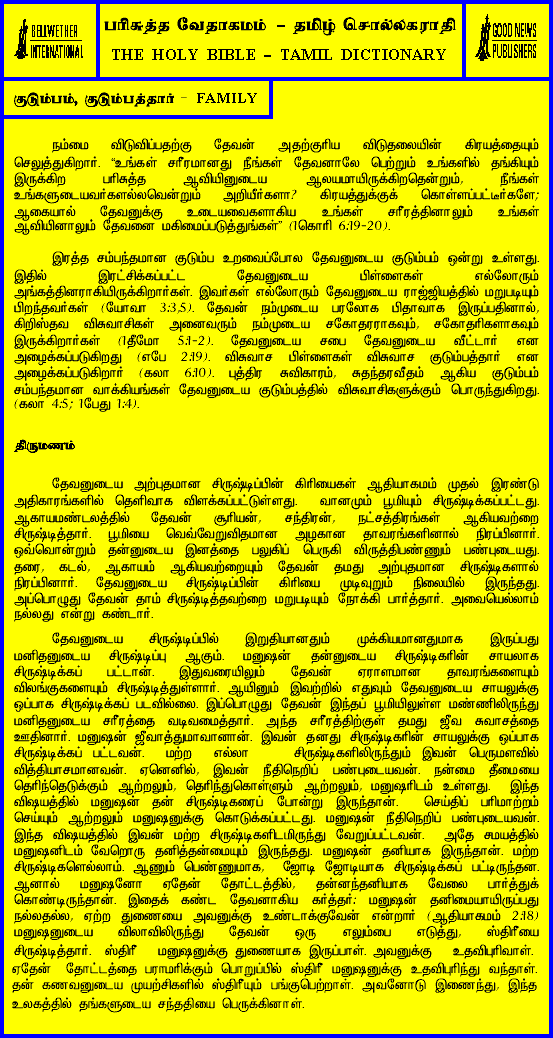 BELLWETHER
INTERNATIONAL
பரிசுத்த வேதாகமம் – தமிழ் சொல்லகராதி
THE HOLY BIBLE – TAMIL DICTIONARY
GOOD NEWS
PUBLISHERS
குடும்பம், குடும்பத்தார் – FAMILY
நம்மை விடுவிப்பதற்கு தேவன் அதற்குரிய விடுதலையின் கிரயத்தையும்
செலுத்துகிறார். “உங்கள் சரீரமானது நீங்கள் தேவனாலே பெற்றும் உங்களில் தங்கியும்
இருக்கிற பரிசுத்த ஆவியினுடைய ஆலயமாயிருக்கிறதென்றும், நீங்கள்
உங்களுடையவர்களல்லவென்றும் அறியீர்களா? கிரயத்துக்குக் கொள்ளப்பட்டீர்களே;
ஆகையால் தேவனுக்கு உடையவைகளாகிய உங்கள் சரீரத்தினாலும் உங்கள்
ஆவியினாலும் தேவனை மகிமைப்படுத்துங்கள்” (1கொரி 6:19-20).
இரத்த சம்பந்தமான குடும்ப உறவைப்போல தேவனுடைய குடும்பம் ஒன்று உள்ளது.
இதில் இரட்சிக்கப்பட்ட தேவனுடைய பிள்ளைகள் எல்லோரும்
அங்கத்தினராகியிருக்கிறார்கள். இவர்கள் எல்லோரும் தேவனுடைய ராஜ்ஜியத்தில் மறுபடியும்
பிறந்தவர்கள் (யோவா 3:3,5). தேவன் நம்முடைய பரலோக பிதாவாக இருப்பதினால்,
கிறிஸ்தவ விசுவாசிகள் அனைவரும் நம்முடைய சகோதரராகவும், சகோதரிகளாகவும்
இருக்கிறார்கள் (1தீமோ 5:1-2). தேவனுடைய சபை தேவனுடைய வீட்டார் என
அழைக்கப்படுகிறது (எபே 2:19). விசுவாச பிள்ளைகள் விசுவாச குடும்பத்தார் என
அழைக்கப்படுகிறார் (கலா 6:10). புத்திர சுவிகாரம், சுதந்தரவீதம் ஆகிய குடும்பம்
சம்பந்தமான வாக்கியங்கள் தேவனுடைய குடும்பத்தில் விசுவாசிகளுக்கும் பொருந்துகிறது.
(கலா 4:5; 1பேது 1:4).
திருமணம்
தேவனுடைய அற்புதமான சிருஷ்டிப்பின் கிரியைகள் ஆதியாகமம் முதல் இரண்டு
அதிகாரங்களில் தெளிவாக விளக்கப்பட்டுள்ளது. வானமும் பூமியும் சிருஷ்டிக்கப்பட்டது.
ஆகாயமண்டலத்தில் தேவன் சூரியன், சந்திரன், நட்சத்திரங்கள் ஆகியவற்றை
சிருஷ்டித்தார். பூமியை வெவ்வேறுவிதமான அழகான தாவரங்களினால் நிரப்பினார்.
ஒவ்வொன்றும் தன்னுடைய இனத்தை பலுகிப் பெருகி விருத்திபண்ணும் பண்புடையது.
தரை, கடல், ஆகாயம் ஆகியவற்றையும் தேவன் தமது அற்புதமான சிருஷ்டிகளால்
நிரப்பினார். தேவனுடைய சிருஷ்டிப்பின் கிரியை முடிவுறும் நிலையில் இருந்தது.
அப்பொழுது தேவன் தாம் சிருஷ்டித்தவற்றை மறுபடியும் நோக்கி பார்த்தார். அவையெல்லாம்
நல்லது என்று கண்டார்.
தேவனுடைய சிருஷ்டிப்பில் இறுதியானதும் முக்கியமானதுமாக இருப்பது
மனிதனுடைய சிருஷ்டிப்பு ஆகும். மனுஷன் தன்னுடைய சிருஷ்டிகரின் சாயலாக
சிருஷ்டிக்கப் பட்டான். இதுவரையிலும் தேவன் ஏராளமான தாவரங்களையும்
விலங்குகளையும் சிருஷ்டித்துள்ளார். ஆயினும் இவற்றில் எதுவும் தேவனுடைய சாயலுக்கு
ஒப்பாக சிருஷ்டிக்கப் படவில்லை. இப்பொழுது தேவன் இந்தப் பூமியிலுள்ள மண்ணிலிருந்து
மனிதனுடைய சரீரத்தை வடிவமைத்தார். அந்த சரீரத்திற்குள் தமது ஜீவ சுவாசத்தை
ஊதினார். மனுஷன் ஜீவாத்துமாவானான். இவன் தனது சிருஷ்டிகரின் சாயலுக்கு ஒப்பாக
சிருஷ்டிக்கப் பட்டவன். மற்ற எல்லா சிருஷ்டிகளிலிருந்தும் இவன் பெருமளவில்
வித்தியாசமானவன். ஏனெனில், இவன் நீதிநெறிப் பண்புடையவன். நன்மை தீமையை
தெரிந்தெடுக்கும் ஆற்றலும், தெரிந்துகொள்ளும் ஆற்றலும், மனுஷரிடம் உள்ளது. இந்த
விஷயத்தில் மனுஷன் தன் சிருஷ்டிகரைப் போன்று இருந்தான். செய்திப் பரிமாற்றம்
செய்யும் ஆற்றலும் மனுஷனுக்கு கொடுக்கப்பட்டது. மனுஷன் நீதிநெறிப் பண்புடையவன்.
இந்த விஷயத்தில் இவன் மற்ற சிருஷ்டிகளிடமிருந்து வேறுப்பட்டவன். அதே சமயத்தில்
மனுஷனிடம் வேறொரு தனித்தன்மையும் இருந்தது. மனுஷன் தனியாக இருந்தான். மற்ற
சிருஷ்டிகளெல்லாம். ஆணும் பெண்ணுமாக, ஜோடி ஜோடியாக சிருஷ்டிக்கப் பட்டிருந்தன.
ஆனால் மனுஷனோ ஏதேன் தோட்டத்தில், தன்னந்தனியாக வேலை பார்த்துக்
கொண்டிருந்தான். இதைக் கண்ட தேவனாகிய கர்த்தர்: மனுஷன் தனிமையாயிருப்பது
நல்லதல்ல, ஏற்ற துணையை அவனுக்கு உண்டாக்குவேன் என்றார் (ஆதியாகமம் 2:18)
மனுஷனுடைய விலாவிலிருந்து தேவன் ஒரு எலும்பை எடுத்து, ஸ்திரீயை
சிருஷ்டித்தார். ஸ்திரீ மனுஷனுக்கு துணையாக இருப்பாள். அவனுக்கு உதவிபுரிவாள்.
ஏதேன் தோட்டத்தை பராமரிக்கும் பொறுப்பில் ஸ்திரீ மனுஷனுக்கு உதவிபுரிந்து வந்தாள்.
தன் கணவனுடைய முயற்சிகளில் ஸ்திரீயும் பங்குபெற்றாள். அவனோடு இணைந்து, இந்த
உலகத்தில் தங்களுடைய சந்ததியை பெருக்கினாள்.